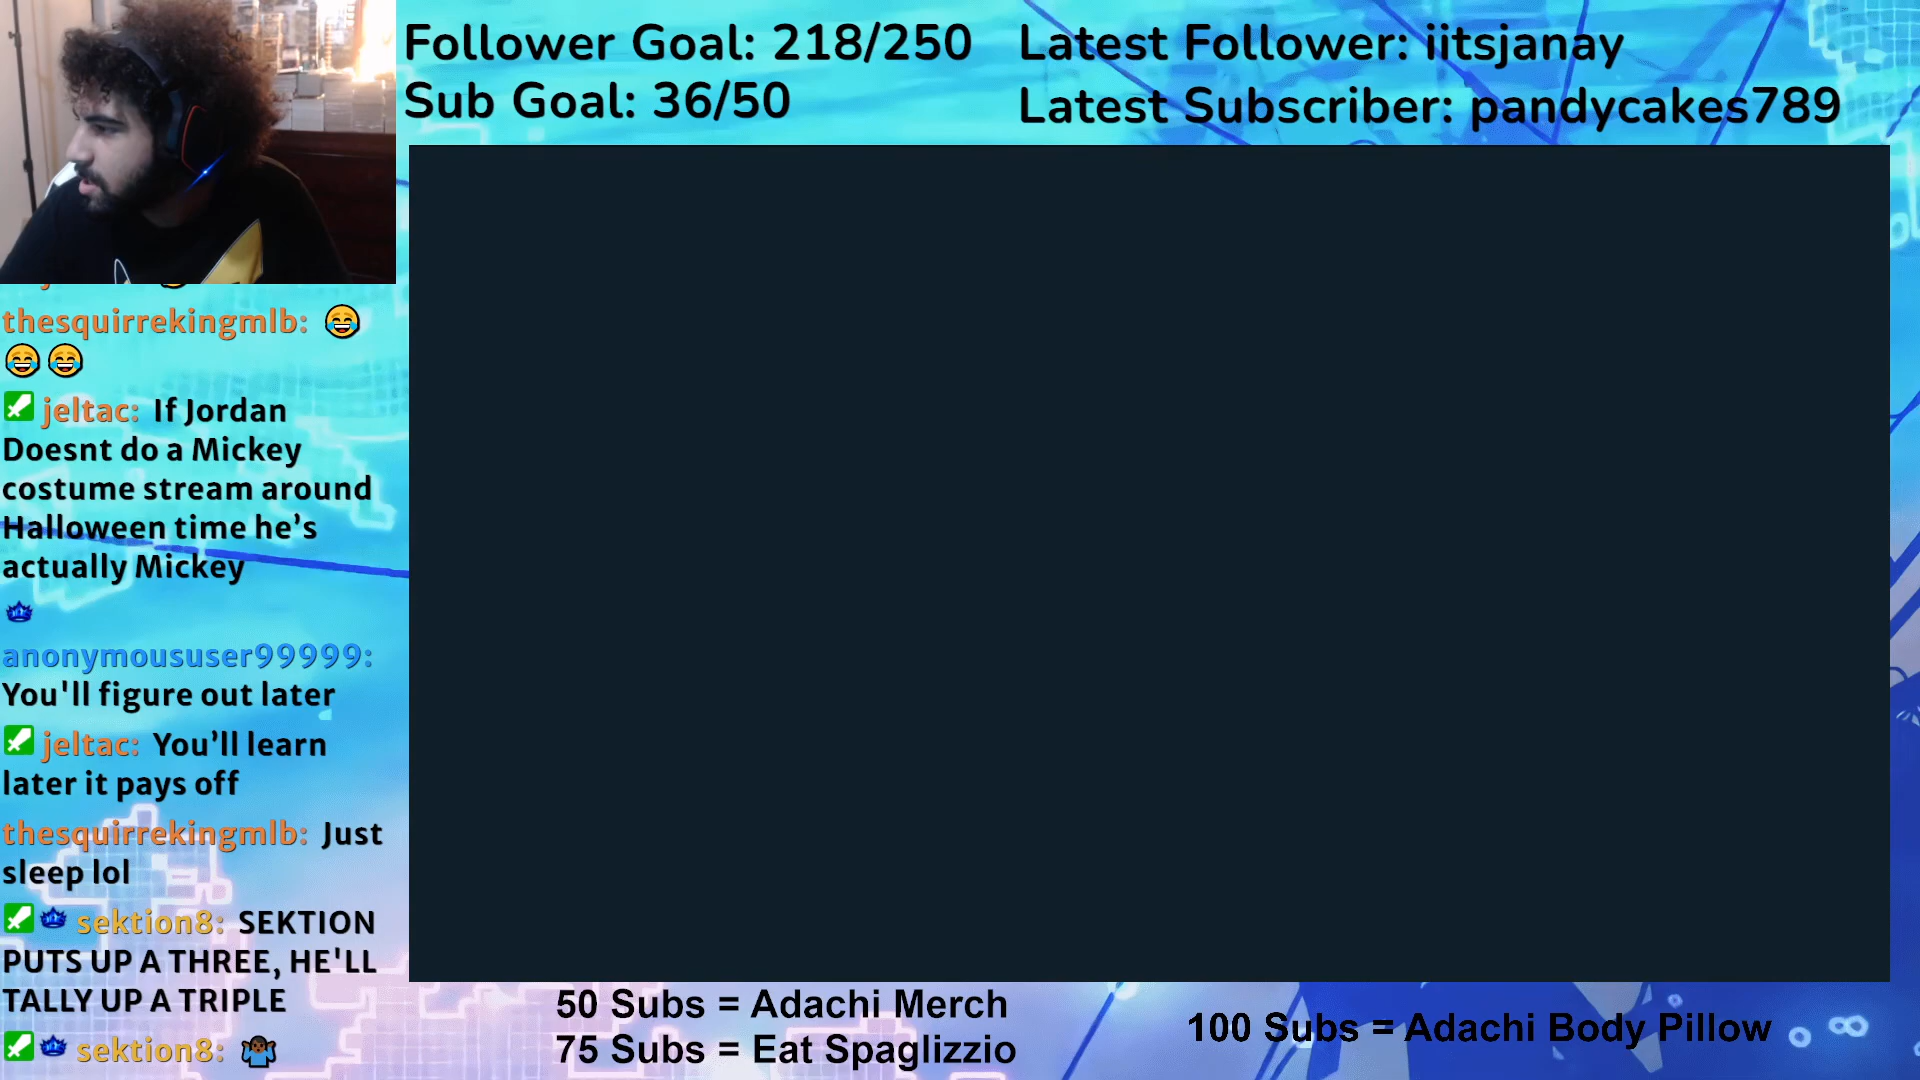 Follower Goal: 218/250
Sub Goal: 36/50
Latest Follower: iitsjanay
Latest Subscriber: pandycakes789
thesquirrekingmlb: 😂
😂😂
jeltac: If Jordan
Doesnt do a Mickey
costume stream around
Halloween time he’s
actually Mickey
anonymoususer99999:
You'll figure out later
jeltac: You’ll learn
later it pays off
thesquirrekingmlb: Just
sleep lol
sektion8: SEKTION
PUTS UP A THREE, HE'LL
TALLY UP A TRIPLE
sektion8: 🤷🏾‍♂️
50 Subs = Adachi Merch
75 Subs = Eat Spaglizzio
100 Subs = Adachi Body Pillow